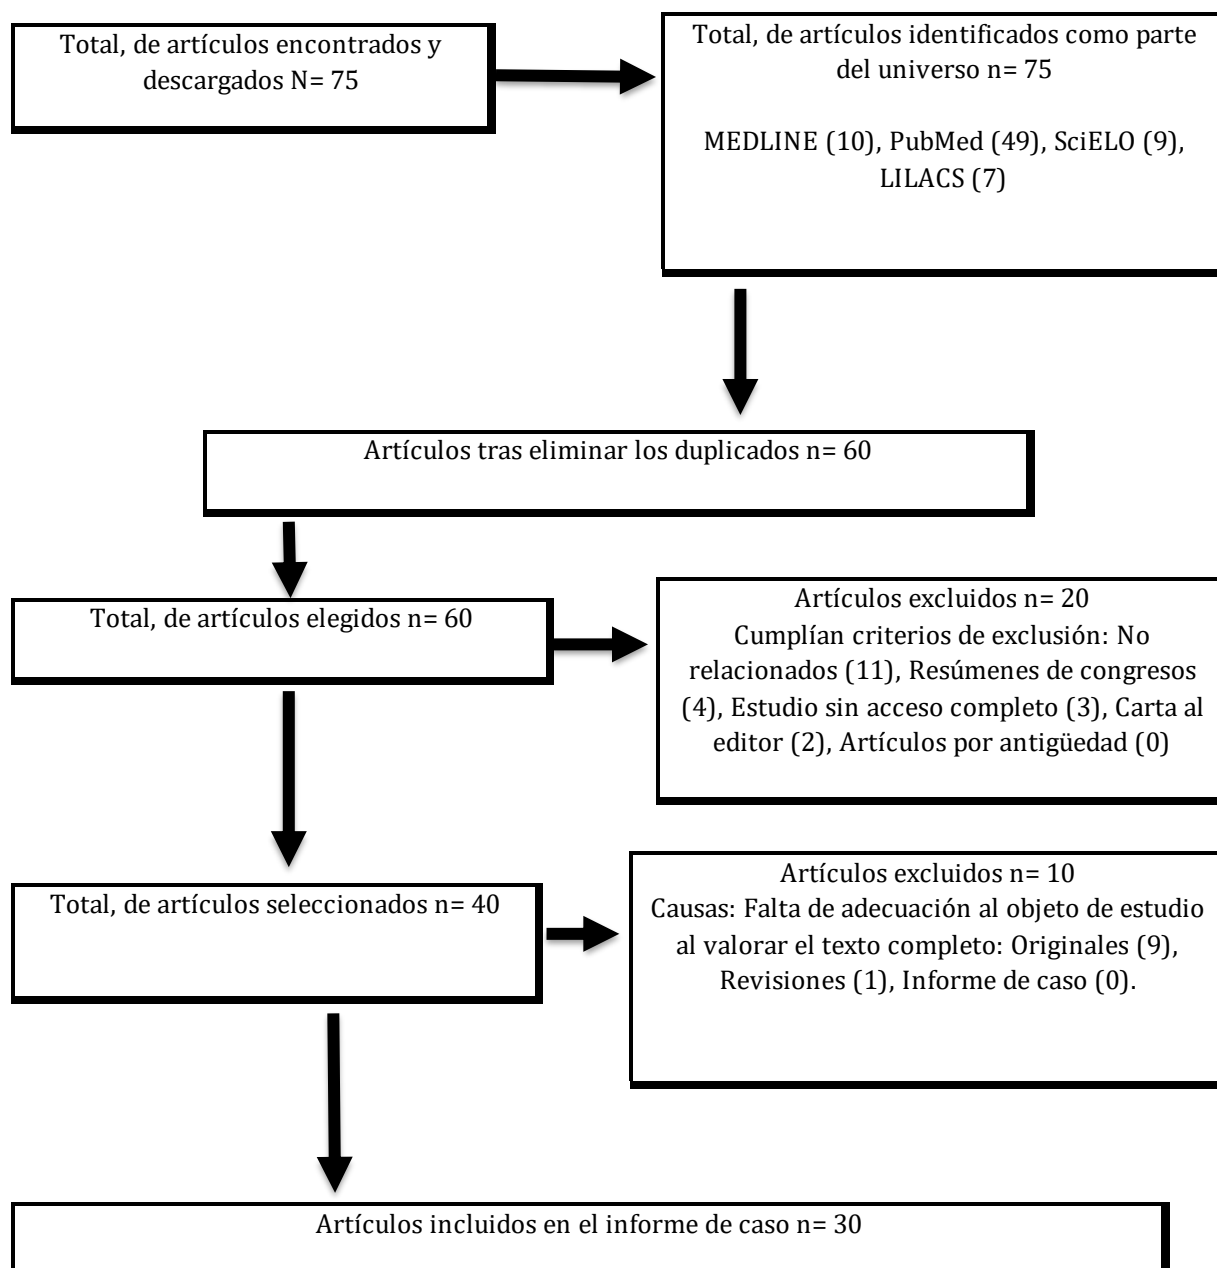 Total, de artículos encontrados y
descargados N= 75
Total, de artículos identificados como parte
del universo n= 75
MEDLINE (10), PubMed (49), SciELO (9),
LILACS (7)
Artículos tras eliminar los duplicados n= 60
Total, de artículos elegidos n= 60
Artículos excluidos n= 20
Cumplían criterios de exclusión: No
relacionados (11), Resúmenes de congresos
(4), Estudio sin acceso completo (3), Carta al
editor (2), Artículos por antigüedad (0)
Total, de artículos seleccionados n= 40
Artículos excluidos n= 10
Causas: Falta de adecuación al objeto de estudio
al valorar el texto completo: Originales (9),
Revisiones (1), Informe de caso (0).
Artículos incluidos en el informe de caso n= 30